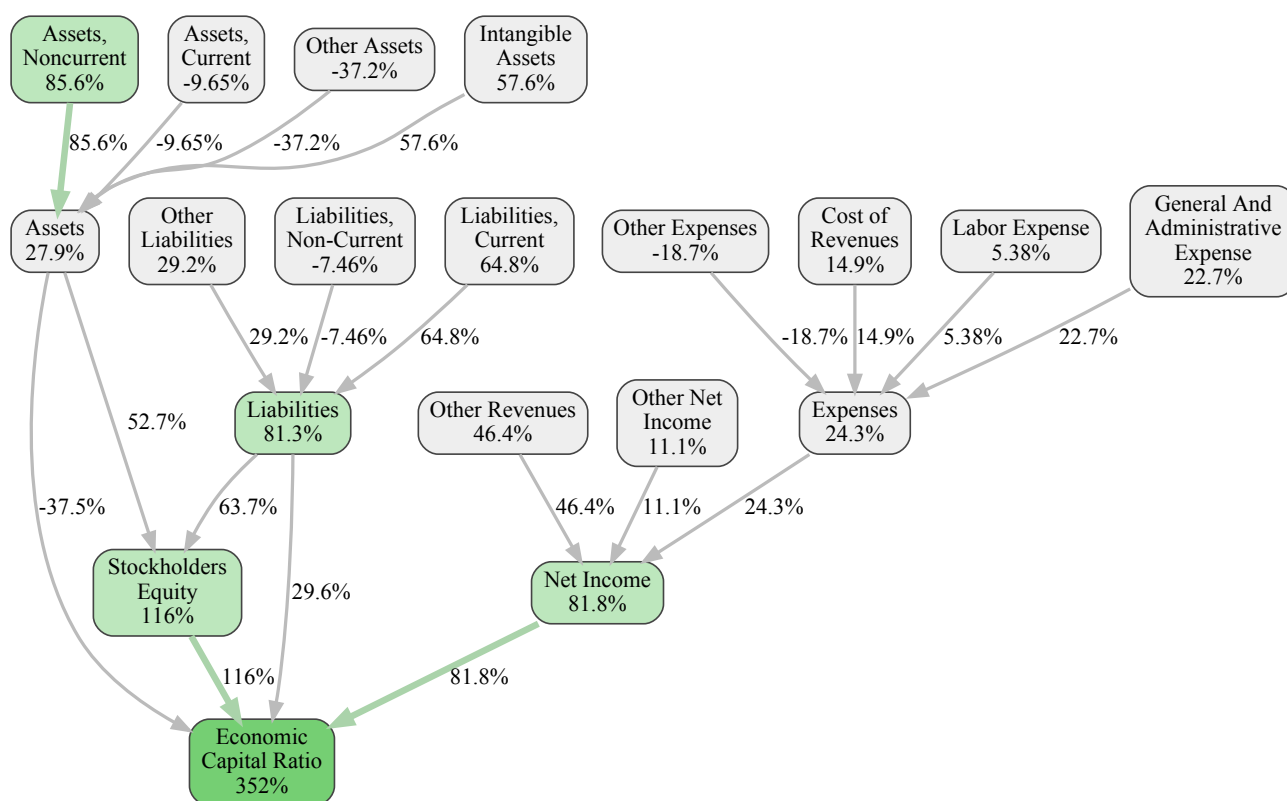 Assets,
Noncurrent
85.6%
Assets,
Current
-9.65%
Other Assets
-37.2%
Intangible
Assets
57.6%
85.6%
-9.65%
-37.2%
57.6%
Assets
27.9%
Other
Liabilities
29.2%
Liabilities,
Non-Current
-7.46%
Liabilities,
Current
64.8%
Other Expenses
-18.7%
Cost of
Revenues
14.9%
Labor Expense
5.38%
General And
Administrative
Expense
22.7%
29.2%
-7.46%
64.8%
-18.7%
14.9%
5.38%
22.7%
52.7%
Liabilities
81.3%
Other Revenues
46.4%
Other Net
Income
11.1%
Expenses
24.3%
-37.5%
63.7%
46.4%
11.1%
24.3%
Stockholders
Equity
116%
29.6%
Net Income
81.8%
116%
81.8%
Economic
Capital Ratio
352%